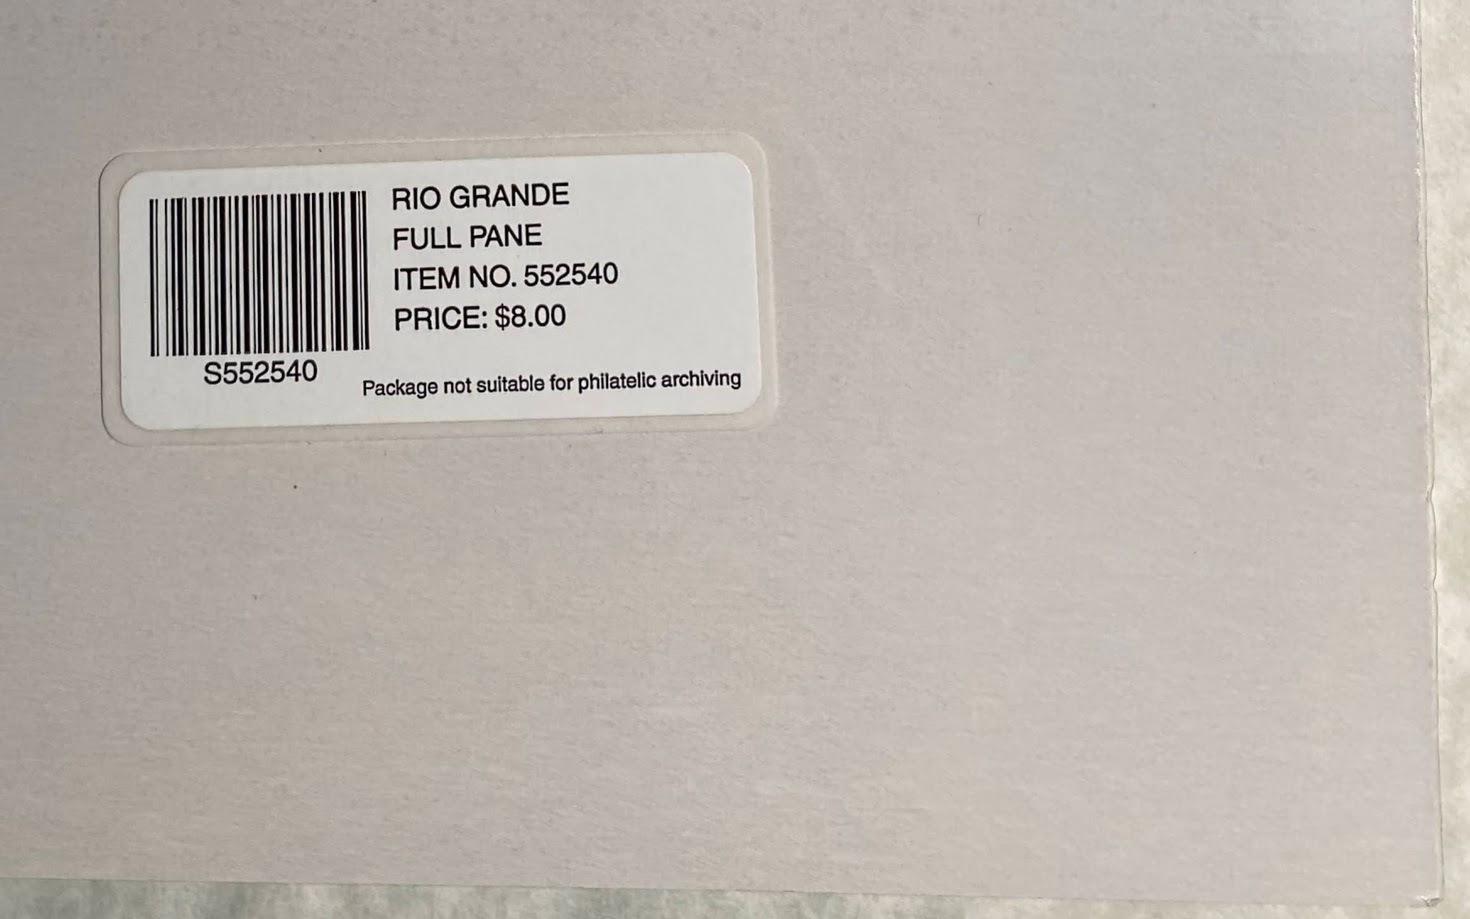 RIO GRANDE
FULL PANE
ITEM NO. 552540
PRICE: $8.00
S552540
Package not suitable for philatelic archiving